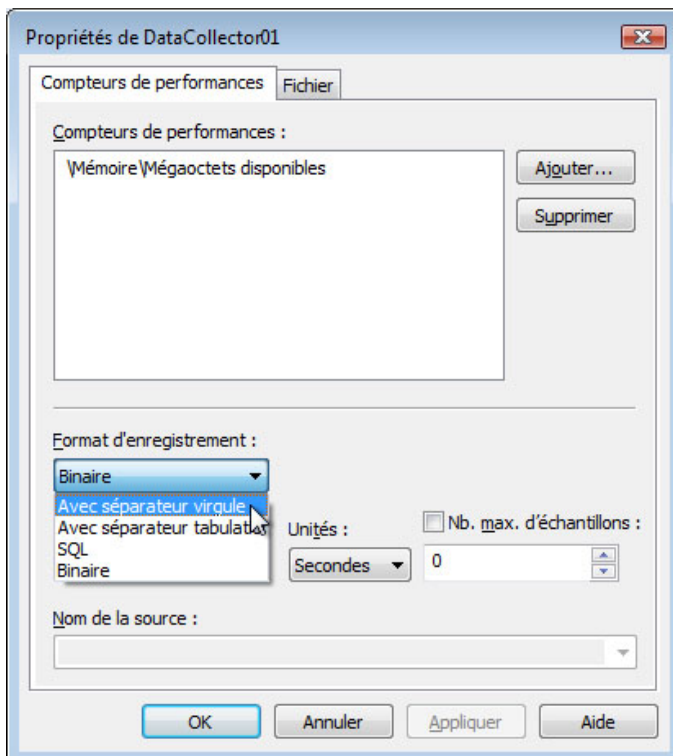 Propriétés de DataCollector01
Compteurs de performances
Fichier
Compteurs de performances :
\Mémoire\Mégaoctets disponibles
Ajouter...
Supprimer
Format d'enregistrement :
Binaire
Avec séparateur virgule
Avec séparateur
SQL
Binaire
Unités :
Secondes
Nb. max. d'échantillons :
0
Nom de la source :
OK
Annuler
Appliquer
Aide